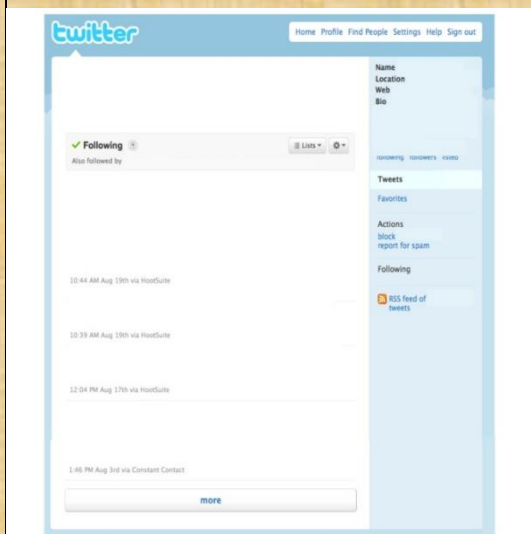 twitter
Home Profile Find People Settings Help Sign out
Name
Location
Web
Bio
Following
Lists
Also followed by
following followers listed
Tweets
Favorites
Actions
block
report for spam
Following
10:44 AM Aug 19th via HootSuite
RSS feed of
tweets
10:39 AM Aug 19th via HootSuite
12:04 PM Aug 17th via HootSuite
1:46 PM Aug 3rd via Constant Contact
more